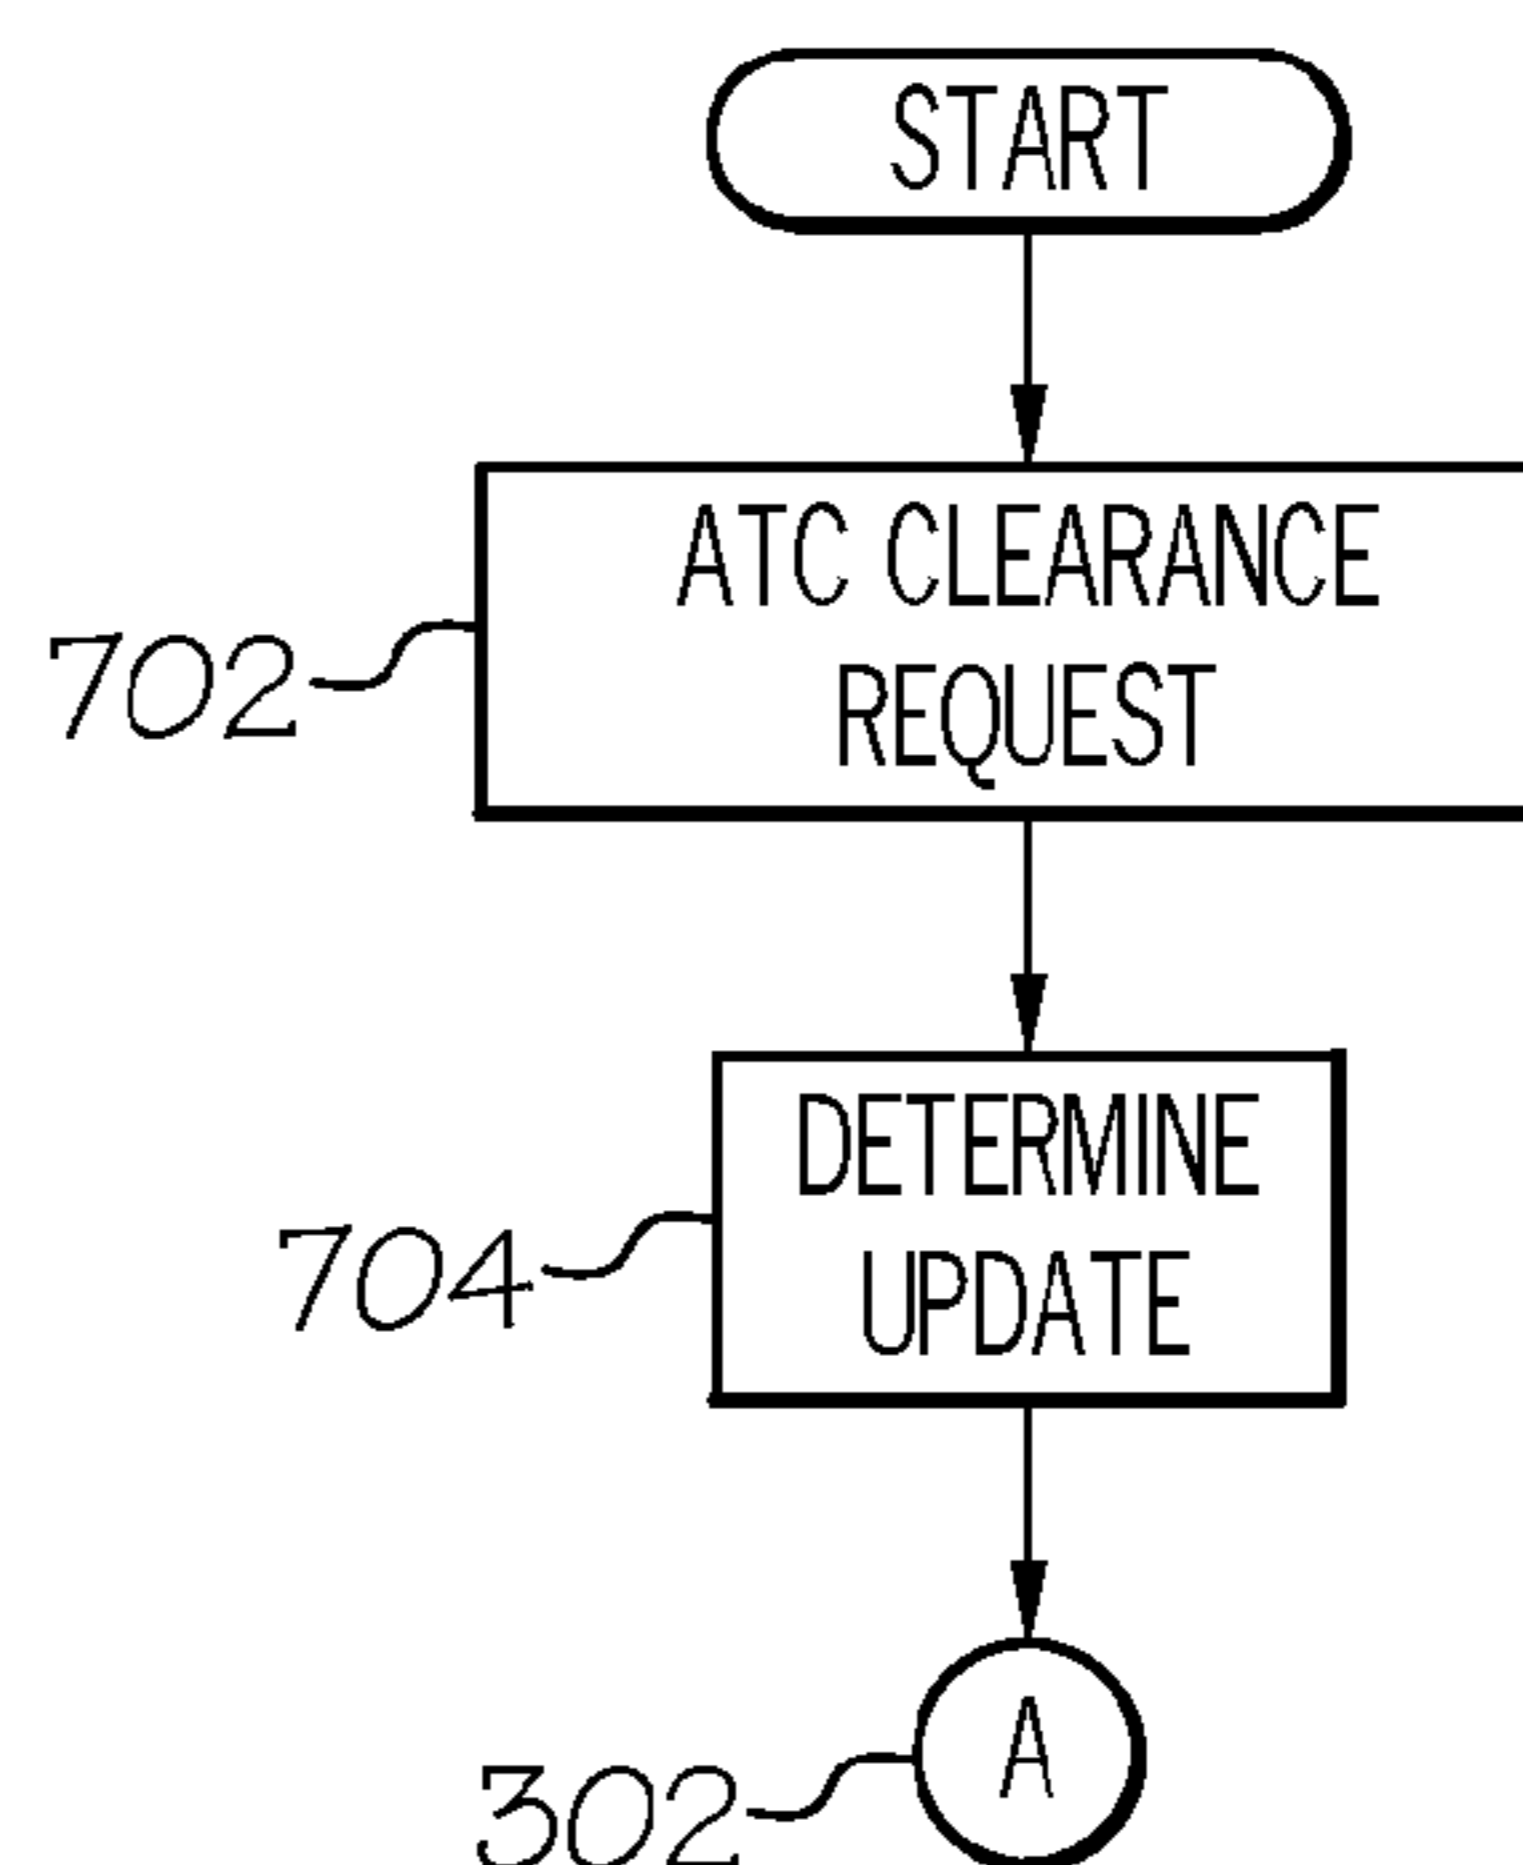 START
ATC CLEARANCE
REQUEST
702
DETERMINE
UPDATE
704
A
302